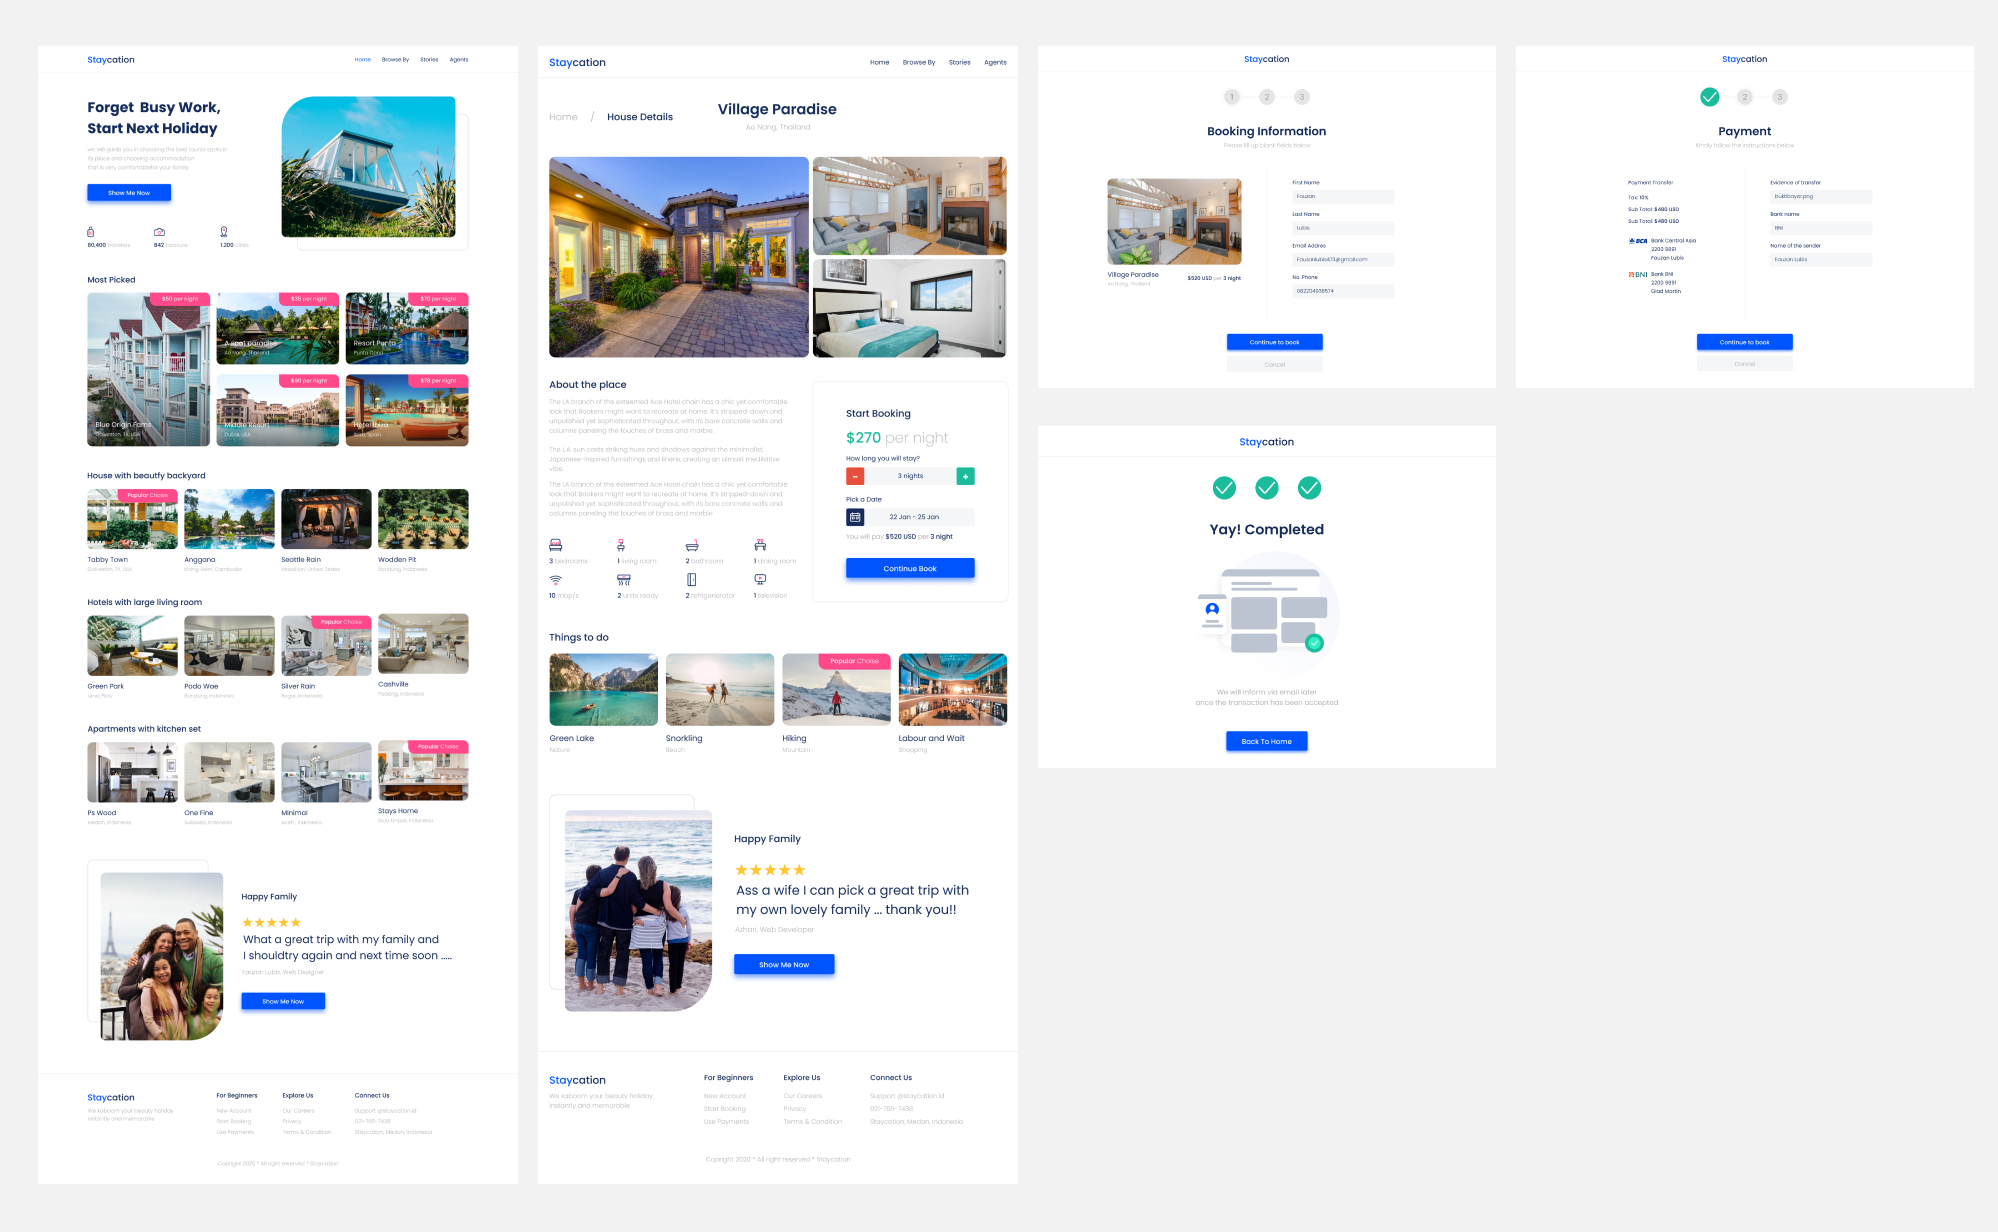 Staycation
Home Browse By Stories Agents
Forget Busy Work,
Start Next Holiday
we will guide you in choosing the best tourist spots in
its place and choosing accommodation
that is very comfortablefor your family.
Show Me Now
80,400 travelers
842 treasure
1.200 cities
Most Picked
$50 per night
Blue Origin Fams
Galveston, TX, USA
$35 per night
A spot paradise
Ao Nang, Thailand
$70 per night
Resort Punta
Punta Cana
$90 per night
Middle Resort
Dubai, USA
$78 per night
Hotel Ibiza
Ibiza, Spain
House with beautfy backyard
Popular Choise
Tabby Town
Galveston, TX, USA
Anggana
Krong Siem, Cambodia
Seattle Rain
Massillon, United States
Wodden Pit
Bandung, Indonesia
Hotels with large living room
Green Park
Lima, Peru
Podo Wae
Bandung, Indonesia
Popular Choise
Silver Rain
Bogor, Indonesia
Cashville
Padang, Indonesia
Apartments with kitchen set
Ps Wood
Medan, Indonesia
One Fine
Sulawesi, Indonesia
Minimal
Aceh , Indonesia
Popular Choise
Stays Home
Raja Empat, Indonesia
Happy Family
What a great trip with my family and
I shouldtry again and next time soon .....
Fauzan Lubis, Web Designer
Show Me Now
Staycation
We kaboom your beauty holiday
instantly and memorable
For Beginners
New Account
Start Booking
Use Payments
Explore Us
Our Careers
Privacy
Terms & Condition
Connect Us
Support @staycation.id
021-7611-7438
Staycation, Medan, Indonesia
Copright 2020 * All right reserved * Staycation
Staycation
Home Browse By Stories Agents
Home / House Details
Village Paradise
Ao Nang, Thailand
About the place
The LA branch of the esteemed Ace Hotel chain has a chic yet comfortable
look that Bookers might want to recreate at home. It's stripped-down and
unpolished yet sophisticated throughout, with its bare concrete walls and
columns paneling the touches of brass and marble.
The LA. sun casts striking hues and shadows against the minimalist,
Japanese-inspired furnishings and linens, creating an almost meditative
vibe.
The LA branch of the esteemed Ace Hotel chain has a chic yet comfortable
look that Bookers might want to recreate at home. It's stripped-down and
unpolished yet sophisticated throughout, with its bare concrete walls and
columns paneling the touches of brass and marble.
3 bedrooms
1 living room
2 bathroom
1 dining room
10 mbp/s
2 units ready
2 refrigerator
1 television
Start Booking
$270 per night
How long you will stay?
- 3 nights +
Pick a Date
22 Jan - 25 Jan
You will pay $520 USD per 3 night
Continue Book
Things to do
Green Lake
Nature
Snorkling
Beach
Popular Choise
Hiking
Mountain
Labour and Wait
Shopping
Happy Family
Ass a wife I can pick a great trip with
my own lovely family ... thank you!!
Azhari, Web Developer
Show Me Now
Staycation
We kaboom your beauty holiday
instantly and memorable
For Beginners
New Account
Start Booking
Use Payments
Explore Us
Our Careers
Privacy
Terms & Condition
Connect Us
Support @staycation.id
021-7611-7438
Staycation, Medan, Indonesia
Copright 2020 * All right reserved * Staycation
Staycation
1 2 3
Booking Information
Please fill up blank fields below
Village Paradise
Ao Nang, Thailand
$520 USD per 3 night
First Name
Fauzan
Last Name
Lubis
Email Addres
Fauzanlubis473@gmail.com
No. Phone
082204938574
Continue to book
Cancel
Staycation
2 3
Payment
Kindly follow the instructions below
Payment Transfer
Tax: 10%
Sub Total: $480 USD
Sub Total: $480 USD
BCA
Bank Central Asia
2200 9891
Fauzan Lubis
BNI
Bank BNI
2200 9891
Glad Martin
Evidence of transfer
buktibayar.png
Bank name
BNI
Name of the sender
Fauzan Lubis
Continue to book
Cancel
Staycation
Yay! Completed
We will inform via email later
once the transaction has been accepted
Back To Home